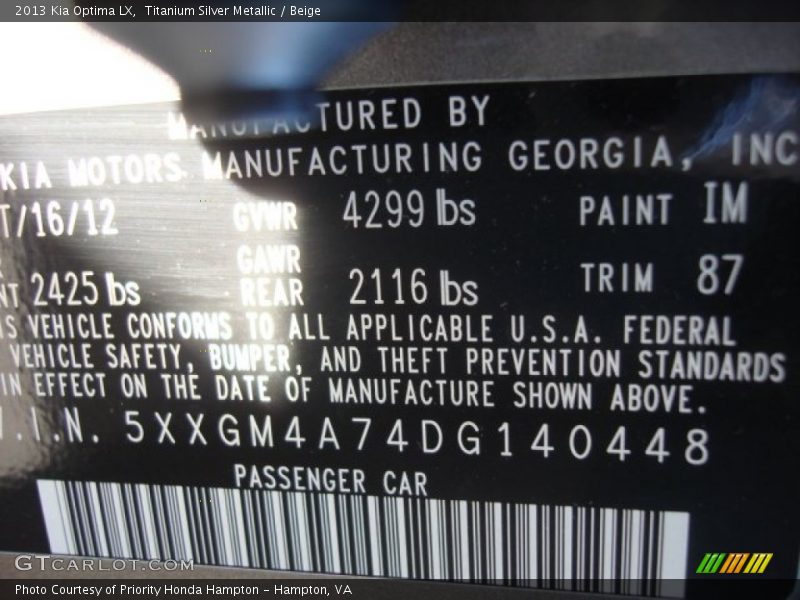 2013 Kia Optima LX, Titanium Silver Metallic / Beige
MANUFACTURED BY
KIA MOTORS MANUFACTURING GEORGIA, INC
T/16/12 GVWR 4299 lbs PAINT IM
GAWR
NT 2425 lbs REAR 2116 lbs TRIM 87
IS VEHICLE CONFORMS TO ALL APPLICABLE U.S.A. FEDERAL
VEHICLE SAFETY, BUMPER, AND THEFT PREVENTION STANDARDS
IN EFFECT ON THE DATE OF MANUFACTURE SHOWN ABOVE.
.I.N. 5XXGM4A74DG140448
PASSENGER CAR
GTCARLOT.COM
Photo Courtesy of Priority Honda Hampton - Hampton, VA